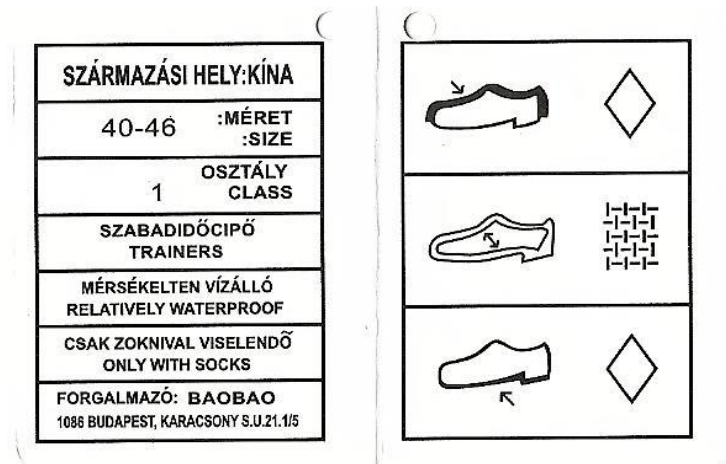 SZÁRMAZÁSI HELY:KÍNA
40-46 :MÉRET
:SIZE
OSZTÁLY
1 CLASS
SZABADIDŐCIPŐ
TRAINERS
MÉRSÉKELTEN VÍZÁLLÓ
RELATIVELY WATERPROOF
CSAK ZOKNIVAL VISELENDŐ
ONLY WITH SOCKS
FORGALMAZÓ: BAOBAO
1086 BUDAPEST, KARACSONY S.U.21.1/5